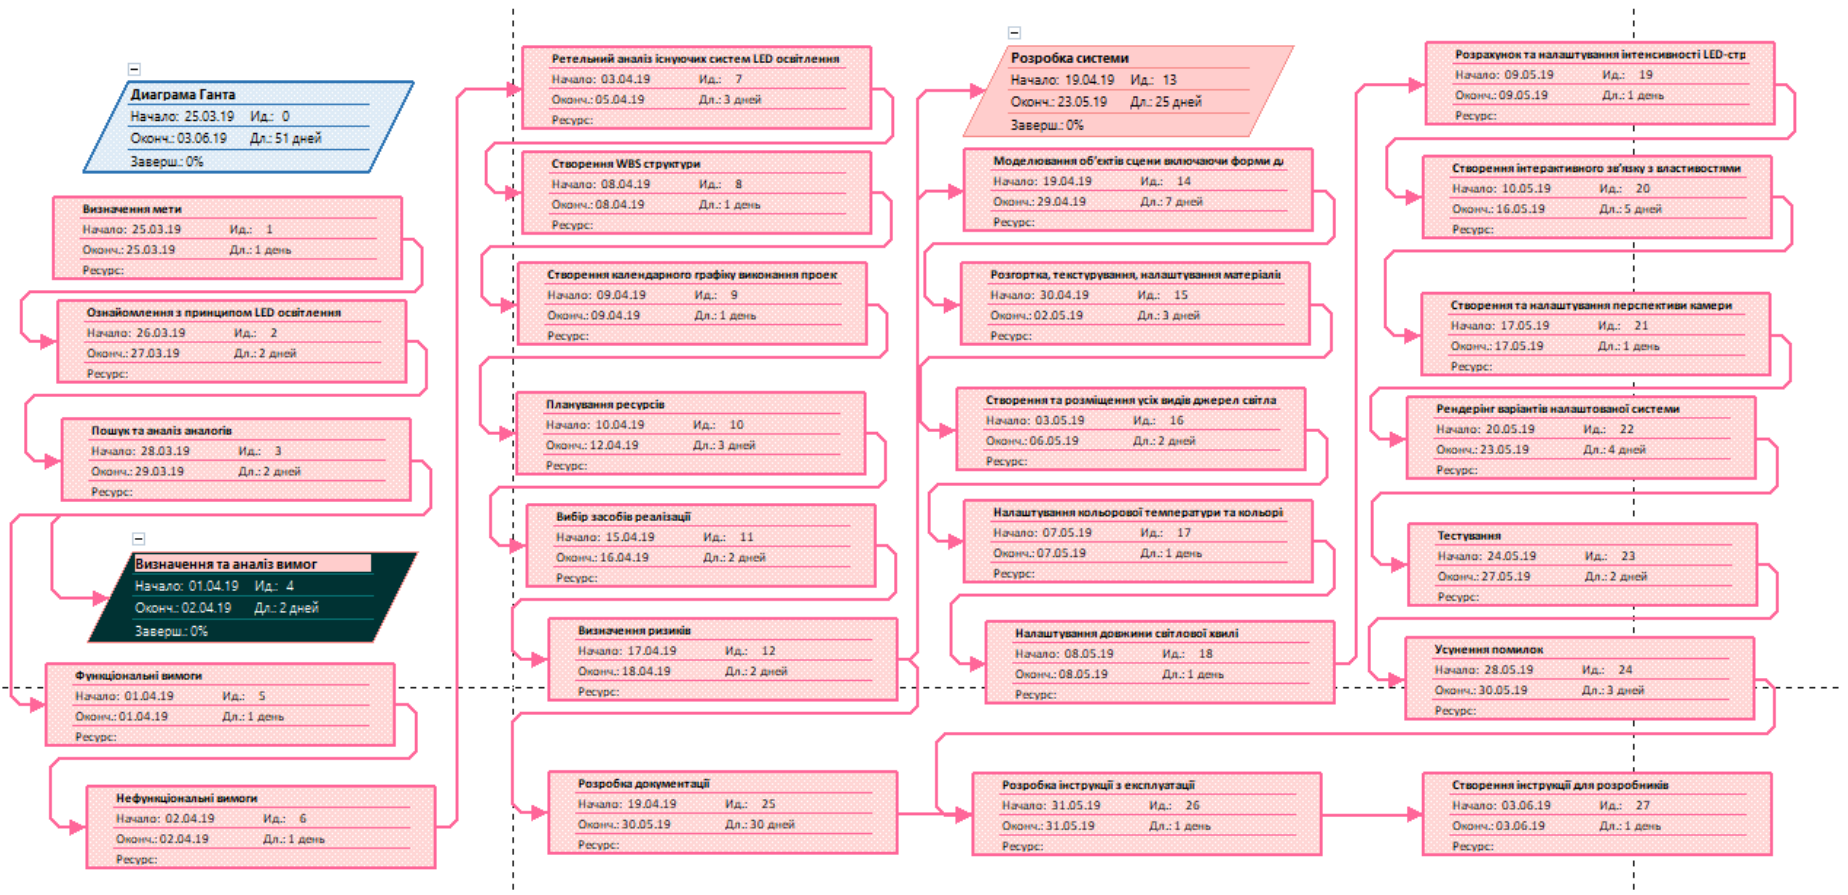 Диаграма Ганта
Начало: 25.03.19 Ид.: 0
Оконч.: 03.06.19 Дл.: 51 дней
Заверш.: 0%
Визначення мети
Начало: 25.03.19 Ид.: 1
Оконч.: 25.03.19 Дл.: 1 день
Ресурс:
Ознайомлення з принципом LED освітлення
Начало: 26.03.19 Ид.: 2
Оконч.: 27.03.19 Дл.: 2 дней
Ресурс:
Пошук та аналіз аналогів
Начало: 28.03.19 Ид.: 3
Оконч.: 29.03.19 Дл.: 2 дней
Ресурс:
Визначення та аналіз вимог
Начало: 01.04.19 Ид.: 4
Оконч.: 02.04.19 Дл.: 2 дней
Заверш.: 0%
Функціональні вимоги
Начало: 01.04.19 Ид.: 5
Оконч.: 01.04.19 Дл.: 1 день
Ресурс:
Нефункціональні вимоги
Начало: 02.04.19 Ид.: 6
Оконч.: 02.04.19 Дл.: 1 день
Ресурс:
Ретельний аналіз існуючих систем LED освітлення
Начало: 03.04.19 Ид.: 7
Оконч.: 05.04.19 Дл.: 3 дней
Ресурс:
Створення WBS структури
Начало: 08.04.19 Ид.: 8
Оконч.: 08.04.19 Дл.: 1 день
Ресурс:
Створення календарного графіку виконання проек
Начало: 09.04.19 Ид.: 9
Оконч.: 09.04.19 Дл.: 1 день
Ресурс:
Планування ресурсів
Начало: 10.04.19 Ид.: 10
Оконч.: 12.04.19 Дл.: 3 дней
Ресурс:
Вибір засобів реалізації
Начало: 15.04.19 Ид.: 11
Оконч.: 16.04.19 Дл.: 2 дней
Ресурс:
Визначення ризиків
Начало: 17.04.19 Ид.: 12
Оконч.: 18.04.19 Дл.: 2 дней
Ресурс:
Розробка документації
Начало: 19.04.19 Ид.: 25
Оконч.: 30.05.19 Дл.: 30 дней
Ресурс:
Розробка системи
Начало: 19.04.19 Ид.: 13
Оконч.: 23.05.19 Дл.: 25 дней
Заверш.: 0%
Моделювання об'єктів сцени включаючи форми
Начало: 19.04.19 Ид.: 14
Оконч.: 29.04.19 Дл.: 7 дней
Ресурс:
Розгортка, текстурування, налаштування матеріалі
Начало: 30.04.19 Ид.: 15
Оконч.: 02.05.19 Дл.: 3 дней
Ресурс:
Створення та розміщення усіх видів джерел світла
Начало: 03.05.19 Ид.: 16
Оконч.: 06.05.19 Дл.: 2 дней
Ресурс:
Налаштування кольорової температури та кольорі
Начало: 07.05.19 Ид.: 17
Оконч.: 07.05.19 Дл.: 1 день
Ресурс:
Налаштування довжини світлової хвилі
Начало: 08.05.19 Ид.: 18
Оконч.: 08.05.19 Дл.: 1 день
Ресурс:
Розробка інструкції з експлуатації
Начало: 31.05.19 Ид.: 26
Оконч.: 31.05.19 Дл.: 1 день
Ресурс:
Розрахунок та налаштування інтенсивності LED-стр
Начало: 09.05.19 Ид.: 19
Оконч.: 09.05.19 Дл.: 1 день
Ресурс:
Створення інтерактивного зв'язку з властивостями
Начало: 10.05.19 Ид.: 20
Оконч.: 16.05.19 Дл.: 5 дней
Ресурс:
Створення та налаштування перспективи камери
Начало: 17.05.19 Ид.: 21
Оконч.: 17.05.19 Дл.: 1 день
Ресурс:
Рендерінг варіантів налаштованої системи
Начало: 20.05.19 Ид.: 22
Оконч.: 23.05.19 Дл.: 4 дней
Ресурс:
Тестування
Начало: 24.05.19 Ид.: 23
Оконч.: 27.05.19 Дл.: 2 дней
Ресурс:
Усунення помилок
Начало: 28.05.19 Ид.: 24
Оконч.: 30.05.19 Дл.: 3 дней
Ресурс:
Створення інструкції для розробників
Начало: 03.06.19 Ид.: 27
Оконч.: 03.06.19 Дл.: 1 день
Ресурс: